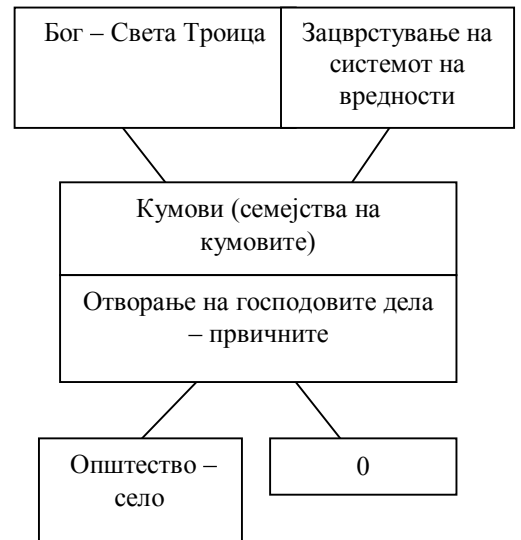 Бог – Света Троица
Зацврстување на
системот на
вредности
Кумови (семејства на
кумовите)
Отворање на господовите дела
– првичните
Општество –
село
0